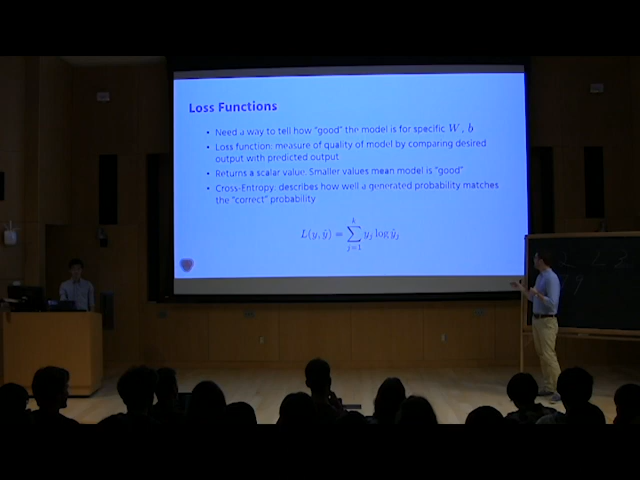 Loss Functions
• Need a way to tell how "good" the model is for specific W, b
• Loss function: measure of quality of model by comparing desired
output with predicted output
• Returns a scalar value. Smaller values mean model is "good"
• Cross-Entropy: describes how well a generated probability matches
the "correct" probability
L(y, ŷ) = ∑_{j=1}^{k} y_j log ŷ_j